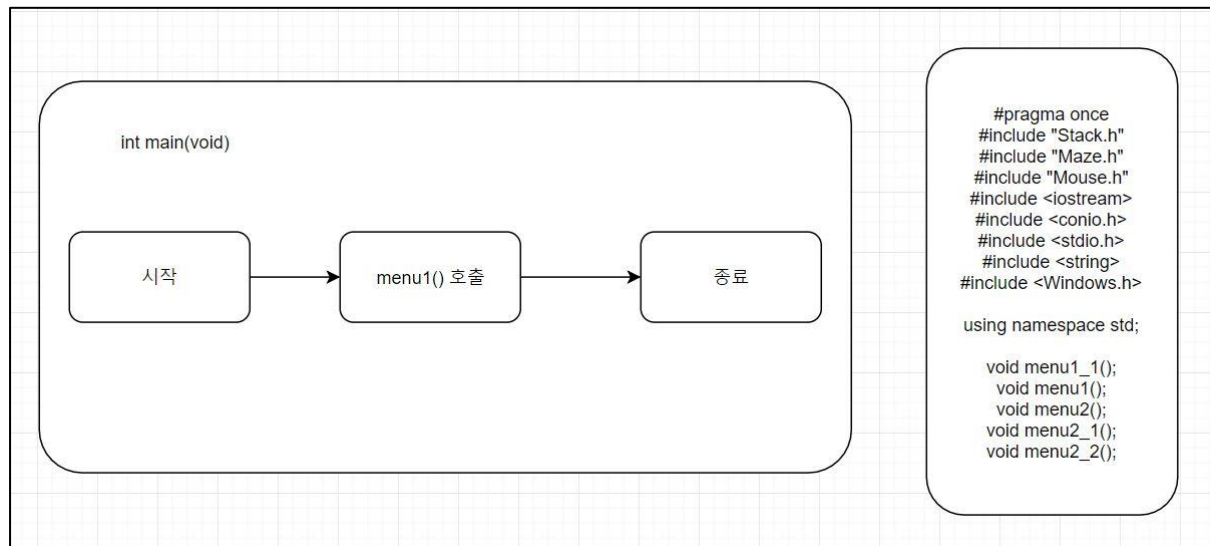 int main(void)
시작
menu1() 호출
종료
#pragma once
#include "Stack.h"
#include "Maze.h"
#include "Mouse.h"
#include <iostream>
#include <conio.h>
#include <stdio.h>
#include <string>
#include <Windows.h>
using namespace std;
void menu1_1();
void menu1();
void menu2();
void menu2_1();
void menu2_2();